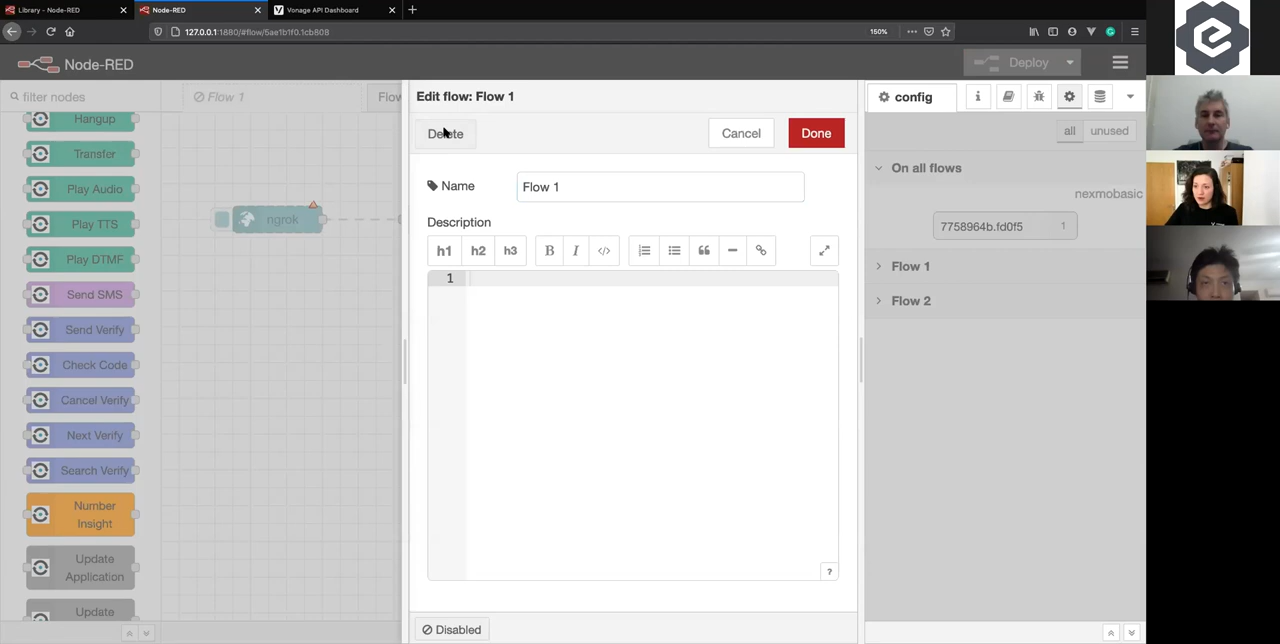 Library - Node-RED
Node-RED
Vonage API Dashboard
127.0.0.1:1880/#flow/5ae1b1f0.1cb808
150%
Node-RED
Deploy
filter nodes
Hangup
Transfer
Play Audio
Play TTS
Play DTMF
Send SMS
Send Verify
Check Code
Cancel Verify
Next Verify
Search Verify
Number
Insight
Update
Application
Update
Flow 1
Flow
ngrok
Edit flow: Flow 1
Delete
Cancel
Done
Name
Flow 1
Description
h1
h2
h3
B
I
</>
1
?
Disabled
config
i
all
unused
On all flows
nexmobasic
7758964b.fd0f5
1
Flow 1
Flow 2